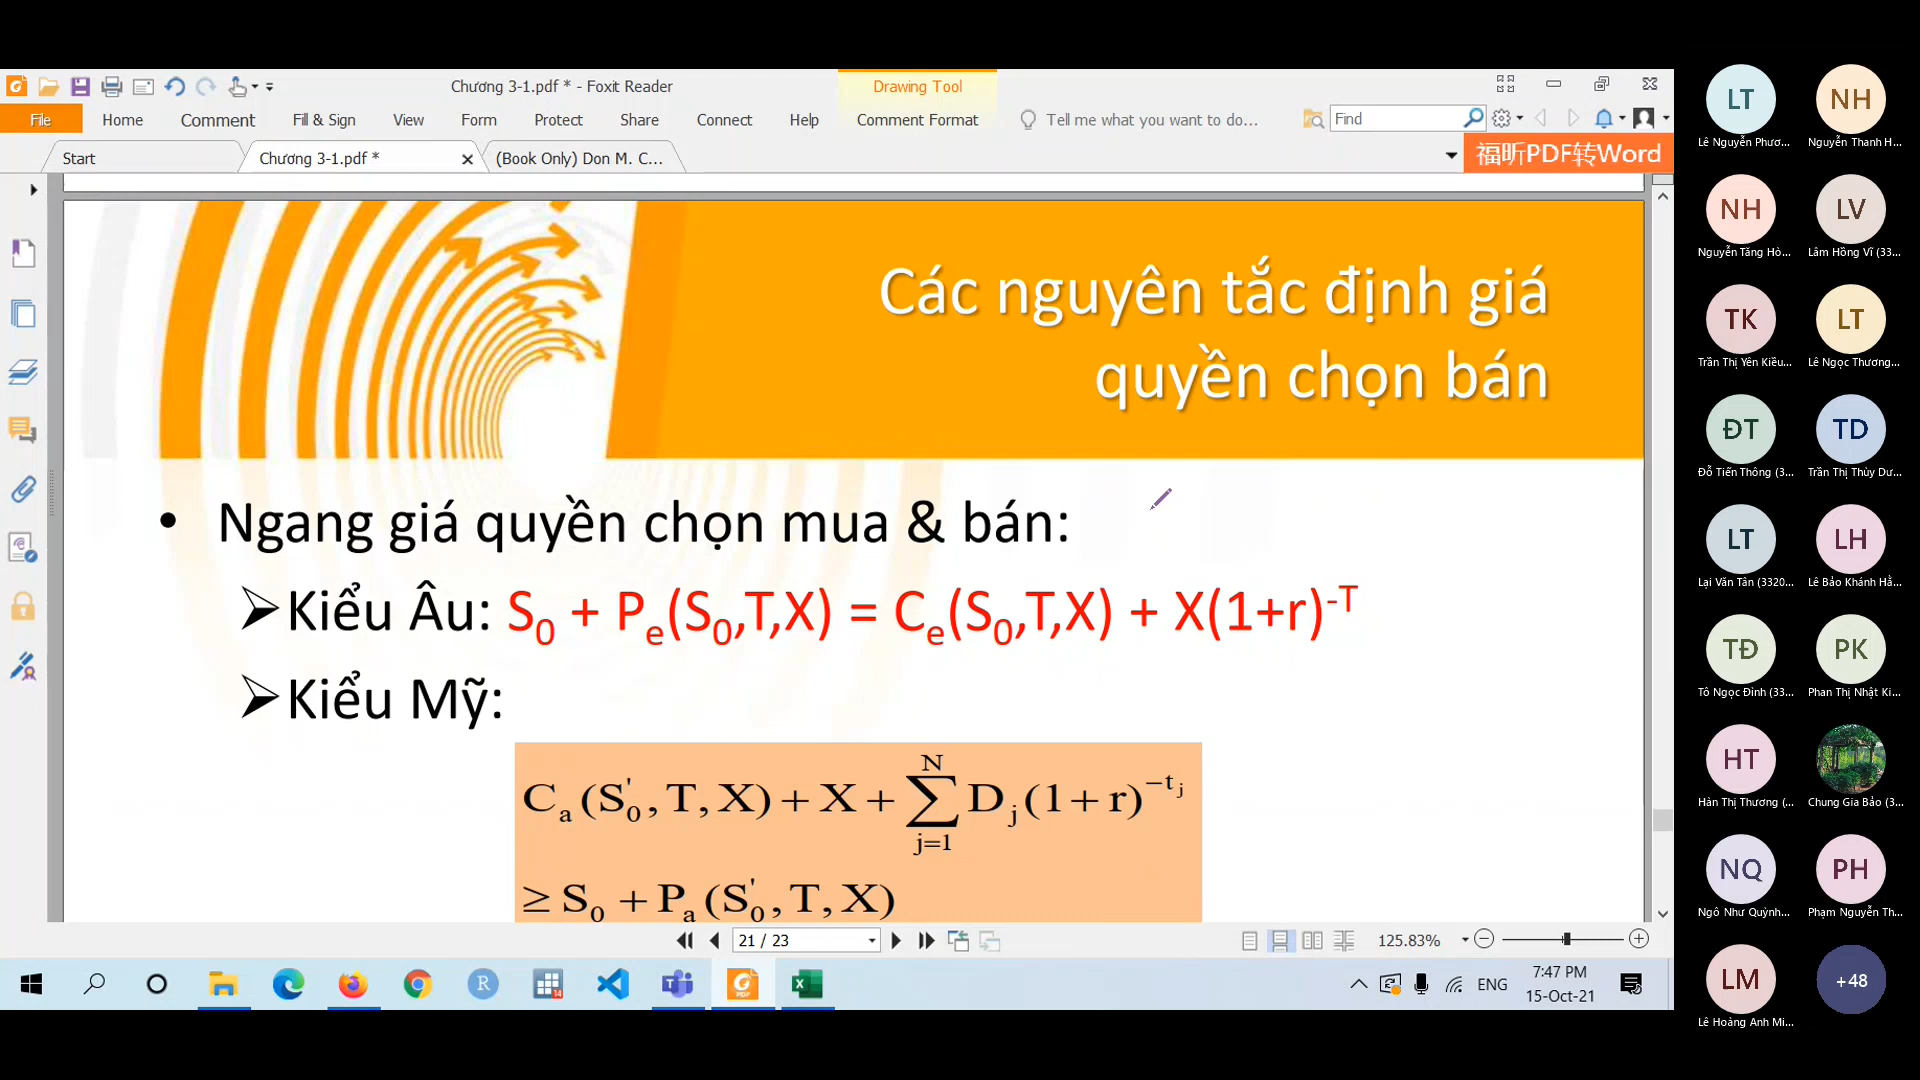 Chương 3-1.pdf * - Foxit Reader
Drawing Tool
File Home Comment Fill & Sign View Form Protect Share Connect Help Comment Format Tell me what you want to do... Find
Start Chương 3-1.pdf * (Book Only) Don M. C... 福昕PDF转Word
Các nguyên tắc định giá
quyền chọn bán
• Ngang giá quyền chọn mua & bán:
➢Kiểu Âu: S₀ + Pₑ(S₀,T,X) = Cₑ(S₀,T,X) + X(1+r)^-T
➢Kiểu Mỹ:
Cₐ(S'₀,T,X) + X + ∑_{j=1}^{N} D_j(1+r)^{-t_j}
≥ S₀ + Pₐ(S'₀,T,X)
21 / 23
125.83%
ENG
7:47 PM
15-Oct-21
LT NH
Lê Nguyễn Phươ... Nguyễn Thanh H...
NH LV
Nguyễn Tăng Hò... Lâm Hồng Vĩ (33...
TK LT
Trần Thị Yên Kiều... Lê Ngọc Thương...
ĐT TD
Đỗ Tiến Thông (3... Trần Thị Thùy Dư...
LT LH
Lại Văn Tân (3320... Lê Bảo Khánh Hằ...
TĐ PK
Tô Ngọc Đình (33... Phan Thị Nhật Ki...
HT
Hàn Thị Thương (... Chung Gia Bảo (3...
NQ PH
Ngô Như Quỳnh... Phạm Nguyễn Th...
LM +48
Lê Hoàng Anh Mi...